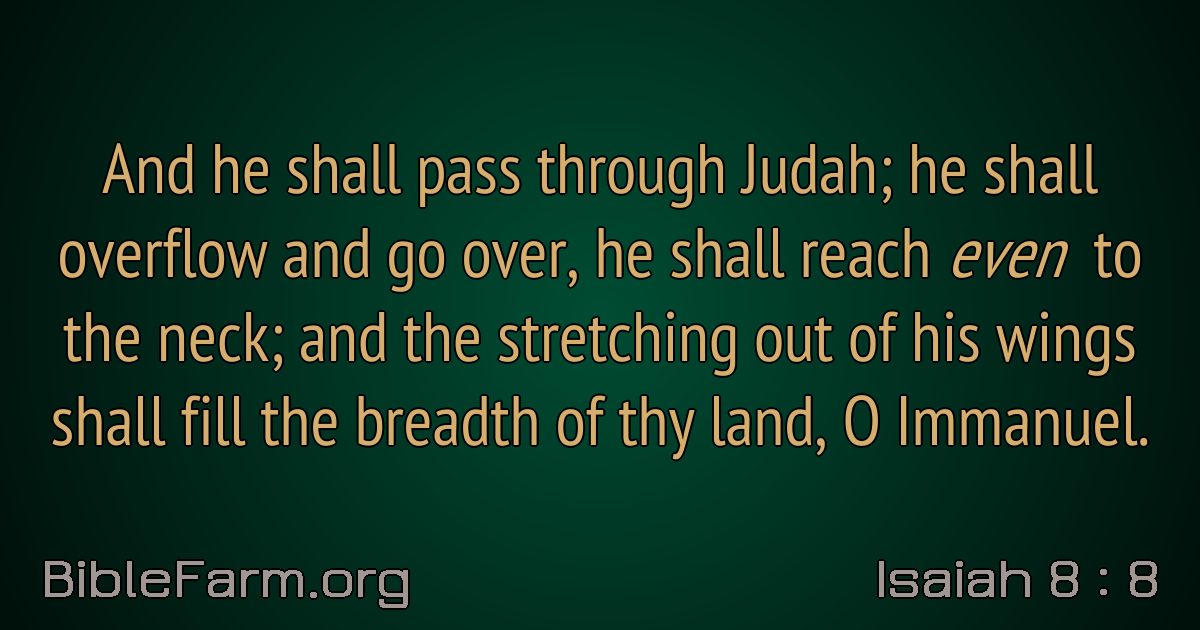 And he shall pass through Judah; he shall
overflow and go over, he shall reach even to
the neck; and the stretching out of his wings
shall fill the breadth of thy land, O Immanuel.
BibleFarm.org
Isaiah 8 : 8